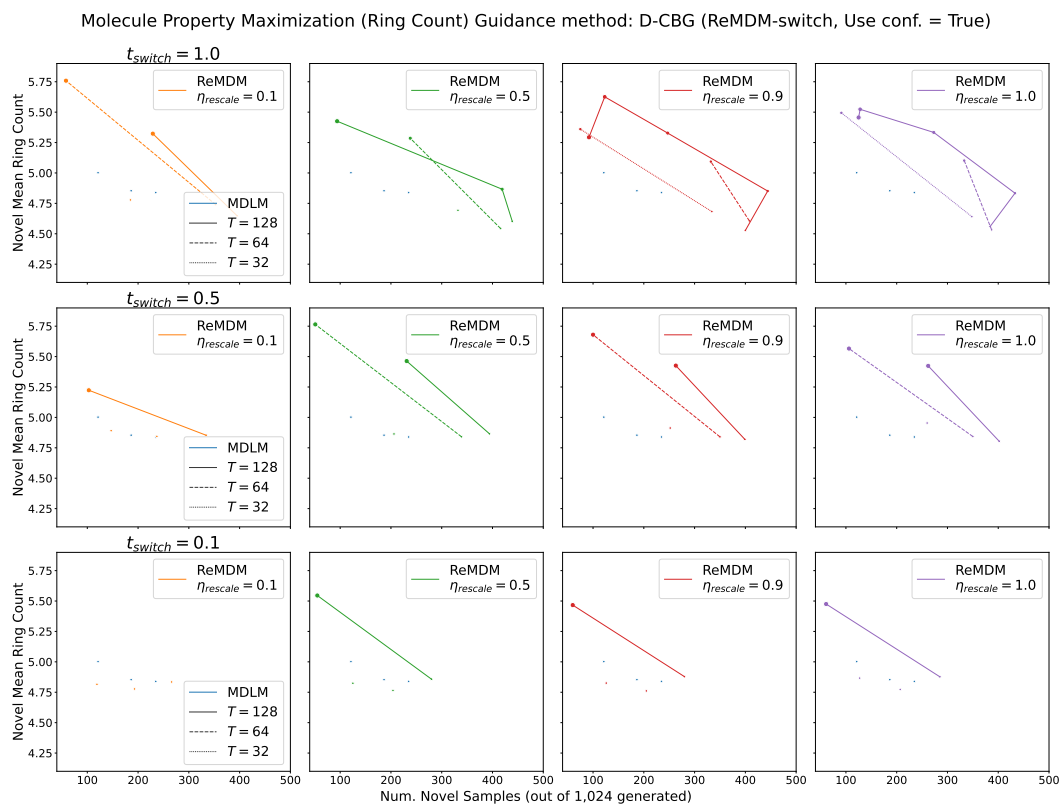 Molecule Property Maximization (Ring Count) Guidance method: D-CBG (ReMDM-switch, Use conf. = True)
t_switch = 1.0
Novel Mean Ring Count
5.75
5.50
5.25
5.00
4.75
4.50
4.25
ReMDM
η_rescale = 0.1
MDLM
T = 128
T = 64
T = 32
ReMDM
η_rescale = 0.5
ReMDM
η_rescale = 0.9
ReMDM
η_rescale = 1.0
t_switch = 0.5
Novel Mean Ring Count
5.75
5.50
5.25
5.00
4.75
4.50
4.25
ReMDM
η_rescale = 0.1
MDLM
T = 128
T = 64
T = 32
ReMDM
η_rescale = 0.5
ReMDM
η_rescale = 0.9
ReMDM
η_rescale = 1.0
t_switch = 0.1
Novel Mean Ring Count
5.75
5.50
5.25
5.00
4.75
4.50
4.25
ReMDM
η_rescale = 0.1
MDLM
T = 128
T = 64
T = 32
ReMDM
η_rescale = 0.5
ReMDM
η_rescale = 0.9
ReMDM
η_rescale = 1.0
100 200 300 400 500 100 200 300 400 500 100 200 300 400 500 100 200 300 400 500
Num. Novel Samples (out of 1,024 generated)